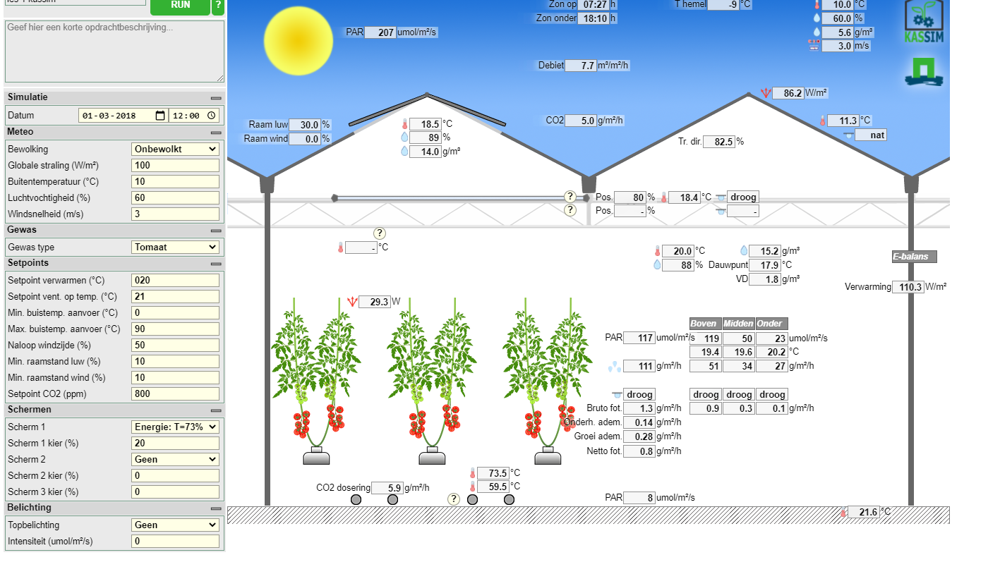 RUN
?
Geef hier een korte opdrachtbeschrijving...
Simulatie
Datum 01-03-2018 12:00
Meteo
Bewolking Onbewolkt
Globale straling (W/m²) 100
Buitentemperatuur (°C) 10
Luchtvochtigheid (%) 60
Windsnelheid (m/s) 3
Gewas
Gewas type Tomaat
Setpoints
Setpoint verwarmen (°C) 020
Setpoint vent. op temp. (°C) 21
Min. buistemp. aanvoer (°C) 0
Max. buistemp. aanvoer (°C) 90
Naloop windzijde (%) 50
Min. raamstand luw (%) 10
Min. raamstand wind (%) 10
Setpoint CO2 (ppm) 800
Schermen
Scherm 1 Energie: T=73%
Scherm 1 kier (%) 20
Scherm 2 Geen
Scherm 2 kier (%) 0
Scherm 3 kier (%) 0
Belichting
Topbelichting Geen
Intensiteit (umol/m²/s) 0
Zon op 07:27 h
Zon onder 18:10 h
T hemel -9 °C
10.0 °C
60.0 %
5.6 g/m³
3.0 m/s
KASSIM
PAR 207 umol/m²/s
Debiet 7.7 m³/m²/h
86.2 W/m²
Raam luw 30.0 %
Raam wind 0.0 %
18.5 °C
89 %
14.0 g/m³
CO2 5.0 g/m²/h
Tr. dir. 82.5 %
11.3 °C
nat
? Pos. 80 % 18.4 °C droog
? Pos. - % -
?
- °C
20.0 °C 15.2 g/m³
88 % Dauwpunt 17.9 °C
VD 1.8 g/m³
E-balans
Verwarming 110.3 W/m²
29.3 W
Boven Midden Onder
PAR 117 umol/m²/s 119 50 23 umol/m²/s
19.4 19.6 20.2 °C
111 g/m²/h 51 34 27 g/m²/h
droog droog droog droog
Bruto fot. 1.3 g/m²/h 0.9 0.3 0.1 g/m²/h
Onderh. adem. 0.14 g/m²/h
Groei adem. 0.28 g/m²/h
Netto fot. 0.8 g/m²/h
73.5 °C
CO2 dosering 5.9 g/m²/h 59.5 °C
?
PAR 8 umol/m²/s
21.6 °C